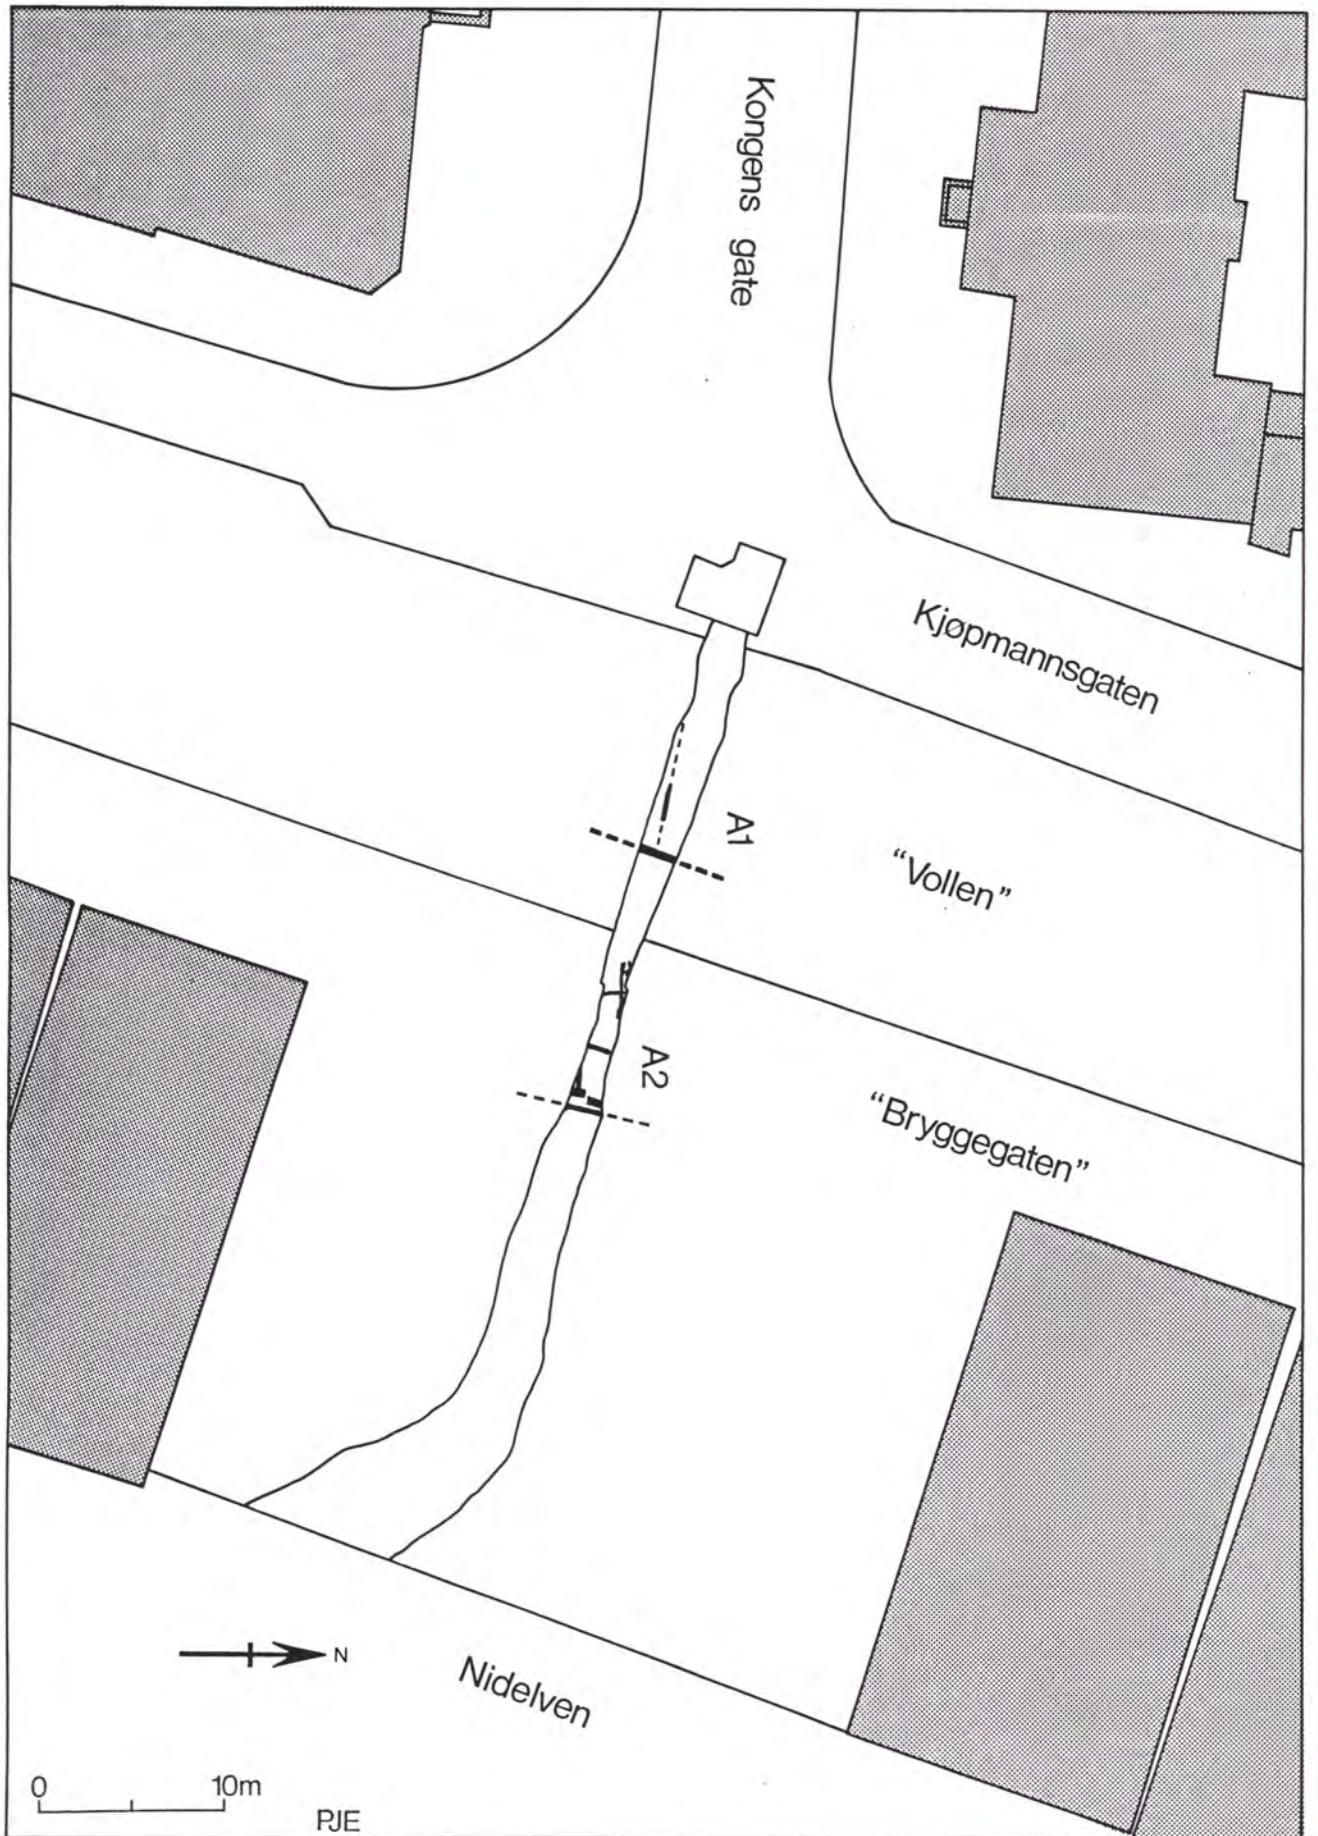 Kongens gate
Kjøpmannsgaten
A1
“Vollen”
A2
“Bryggegaten”
N
Nidelven
0 10m
PJE